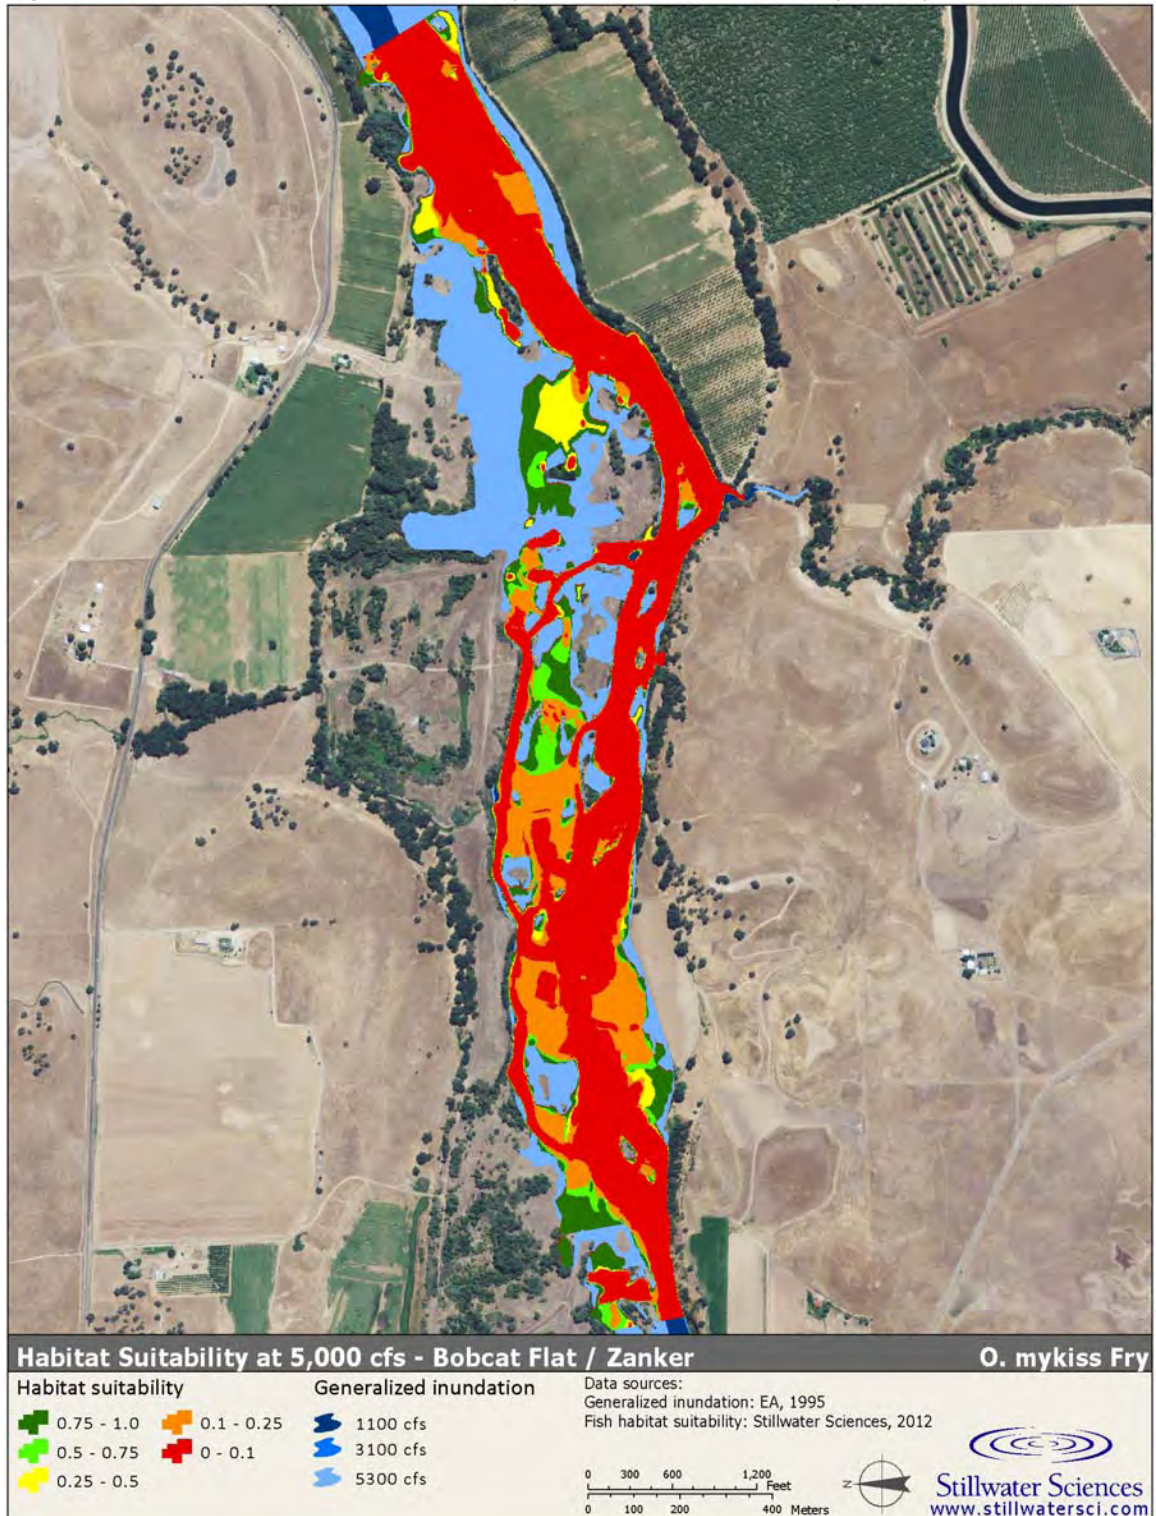 Habitat Suitability at 5,000 cfs - Bobcat Flat / Zanker
O. mykiss Fry
Habitat suitability
0.75 - 1.0
0.5 - 0.75
0.25 - 0.5
0.1 - 0.25
0 - 0.1
Generalized inundation
1100 cfs
3100 cfs
5300 cfs
Data sources:
Generalized inundation: EA, 1995
Fish habitat suitability: Stillwater Sciences, 2012
0 300 600 1,200
Feet
0 100 200 400 Meters
N
Stillwater Sciences
www.stillwatersci.com